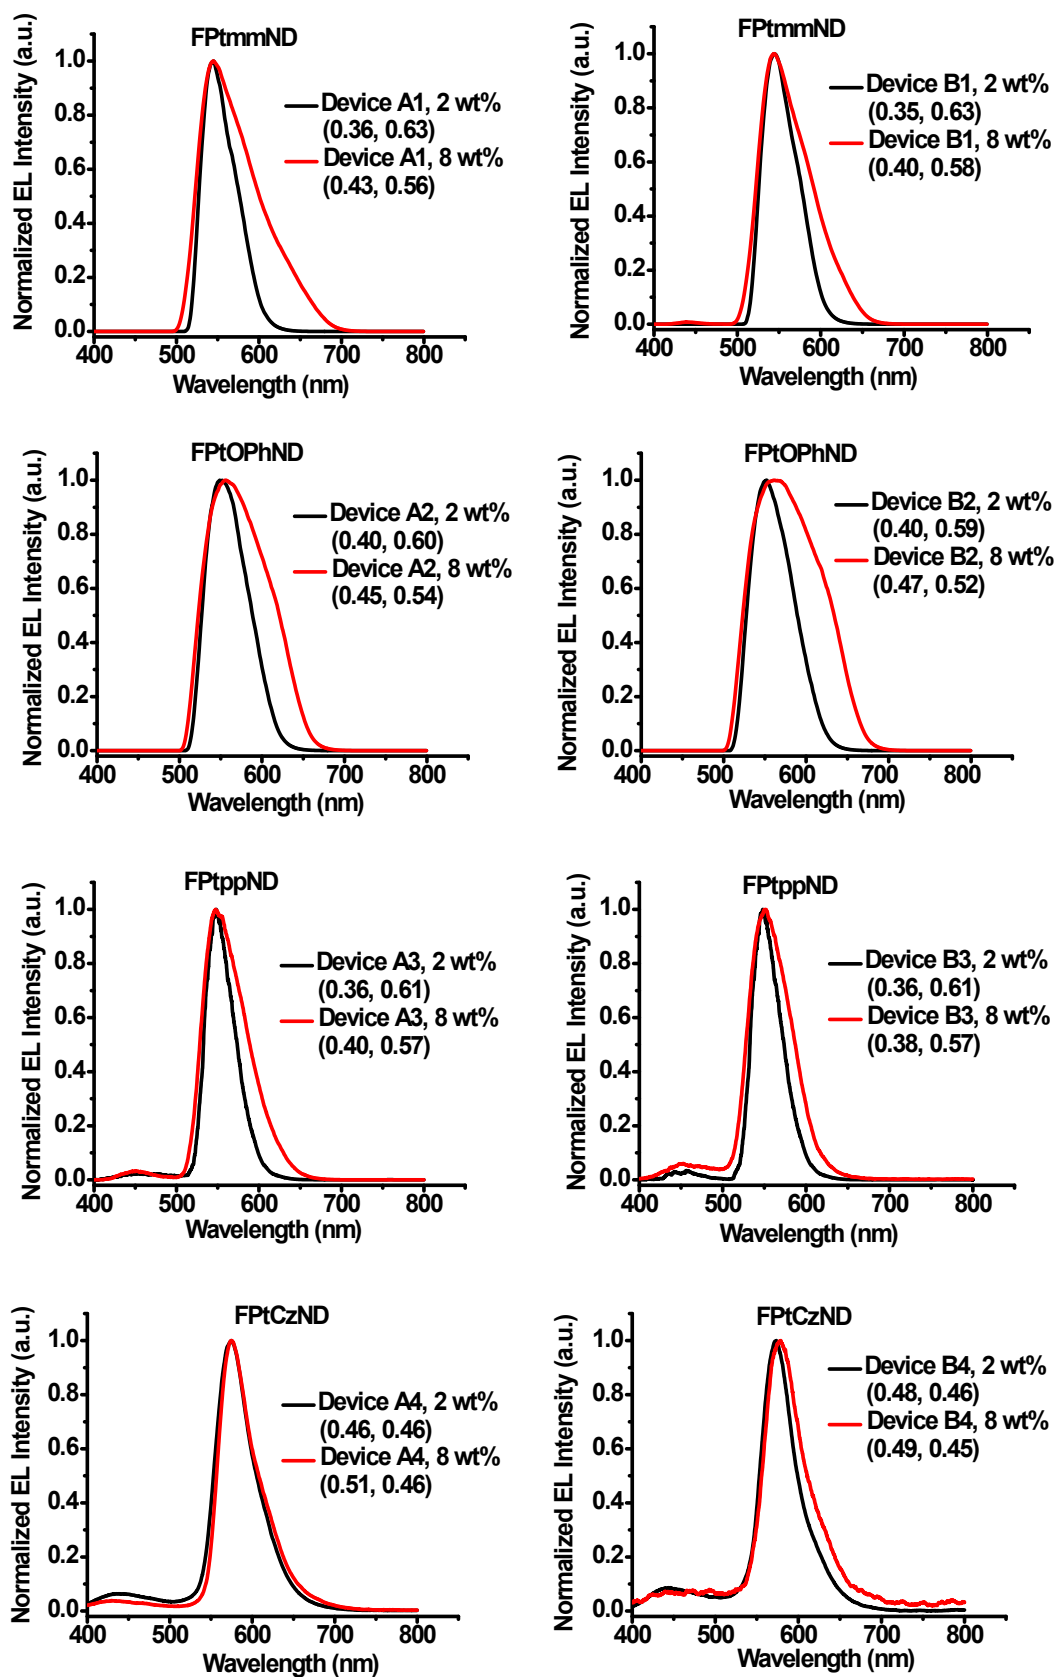 FPtmmND
Normalized EL Intensity (a.u.)
1.0
0.8
0.6
0.4
0.2
0.0
Device A1, 2 wt%
(0.36, 0.63)
Device A1, 8 wt%
(0.43, 0.56)
400 500 600 700 800
Wavelength (nm)
FPtmmND
Normalized EL Intensity (a.u.)
1.0
0.8
0.6
0.4
0.2
0.0
Device B1, 2 wt%
(0.35, 0.63)
Device B1, 8 wt%
(0.40, 0.58)
400 500 600 700 800
Wavelength (nm)
FPtOPhND
Normalized EL Intensity (a.u.)
1.0
0.8
0.6
0.4
0.2
0.0
Device A2, 2 wt%
(0.40, 0.60)
Device A2, 8 wt%
(0.45, 0.54)
400 500 600 700 800
Wavelength (nm)
FPtOPhND
Normalized EL Intensity (a.u.)
1.0
0.8
0.6
0.4
0.2
0.0
Device B2, 2 wt%
(0.40, 0.59)
Device B2, 8 wt%
(0.47, 0.52)
400 500 600 700 800
Wavelength (nm)
FPtppND
Normalized EL Intensity (a.u.)
1.0
0.8
0.6
0.4
0.2
0.0
Device A3, 2 wt%
(0.36, 0.61)
Device A3, 8 wt%
(0.40, 0.57)
400 500 600 700 800
Wavelength (nm)
FPtppND
Normalized EL Intensity (a.u.)
1.0
0.8
0.6
0.4
0.2
0.0
Device B3, 2 wt%
(0.36, 0.61)
Device B3, 8 wt%
(0.38, 0.57)
400 500 600 700 800
Wavelength (nm)
FPtCzND
Normalized EL Intensity (a.u.)
1.0
0.8
0.6
0.4
0.2
0.0
Device A4, 2 wt%
(0.46, 0.46)
Device A4, 8 wt%
(0.51, 0.46)
400 500 600 700 800
Wavelength (nm)
FPtCzND
Normalized EL Intensity (a.u.)
1.0
0.8
0.6
0.4
0.2
0.0
Device B4, 2 wt%
(0.48, 0.46)
Device B4, 8 wt%
(0.49, 0.45)
400 500 600 700 800
Wavelength (nm)